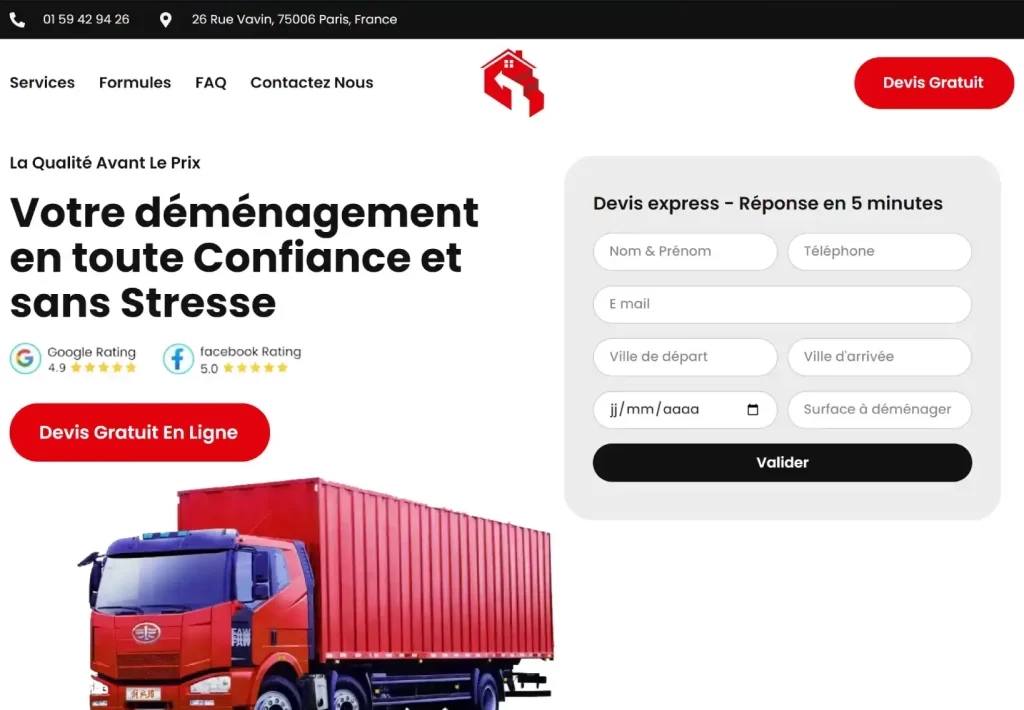 01 59 42 94 26
26 Rue Vavin, 75006 Paris, France
Services
Formules
FAQ
Contactez Nous
Devis Gratuit
La Qualité Avant Le Prix
Votre déménagement
en toute Confiance et
sans Stresse
Google Rating
4.9
facebook Rating
5.0
Devis Gratuit En Ligne
Devis express - Réponse en 5 minutes
Nom & Prénom
Téléphone
E mail
Ville de départ
Ville d'arrivée
jj/mm/aaaa
Surface à déménager
Valider
FAW
FAW